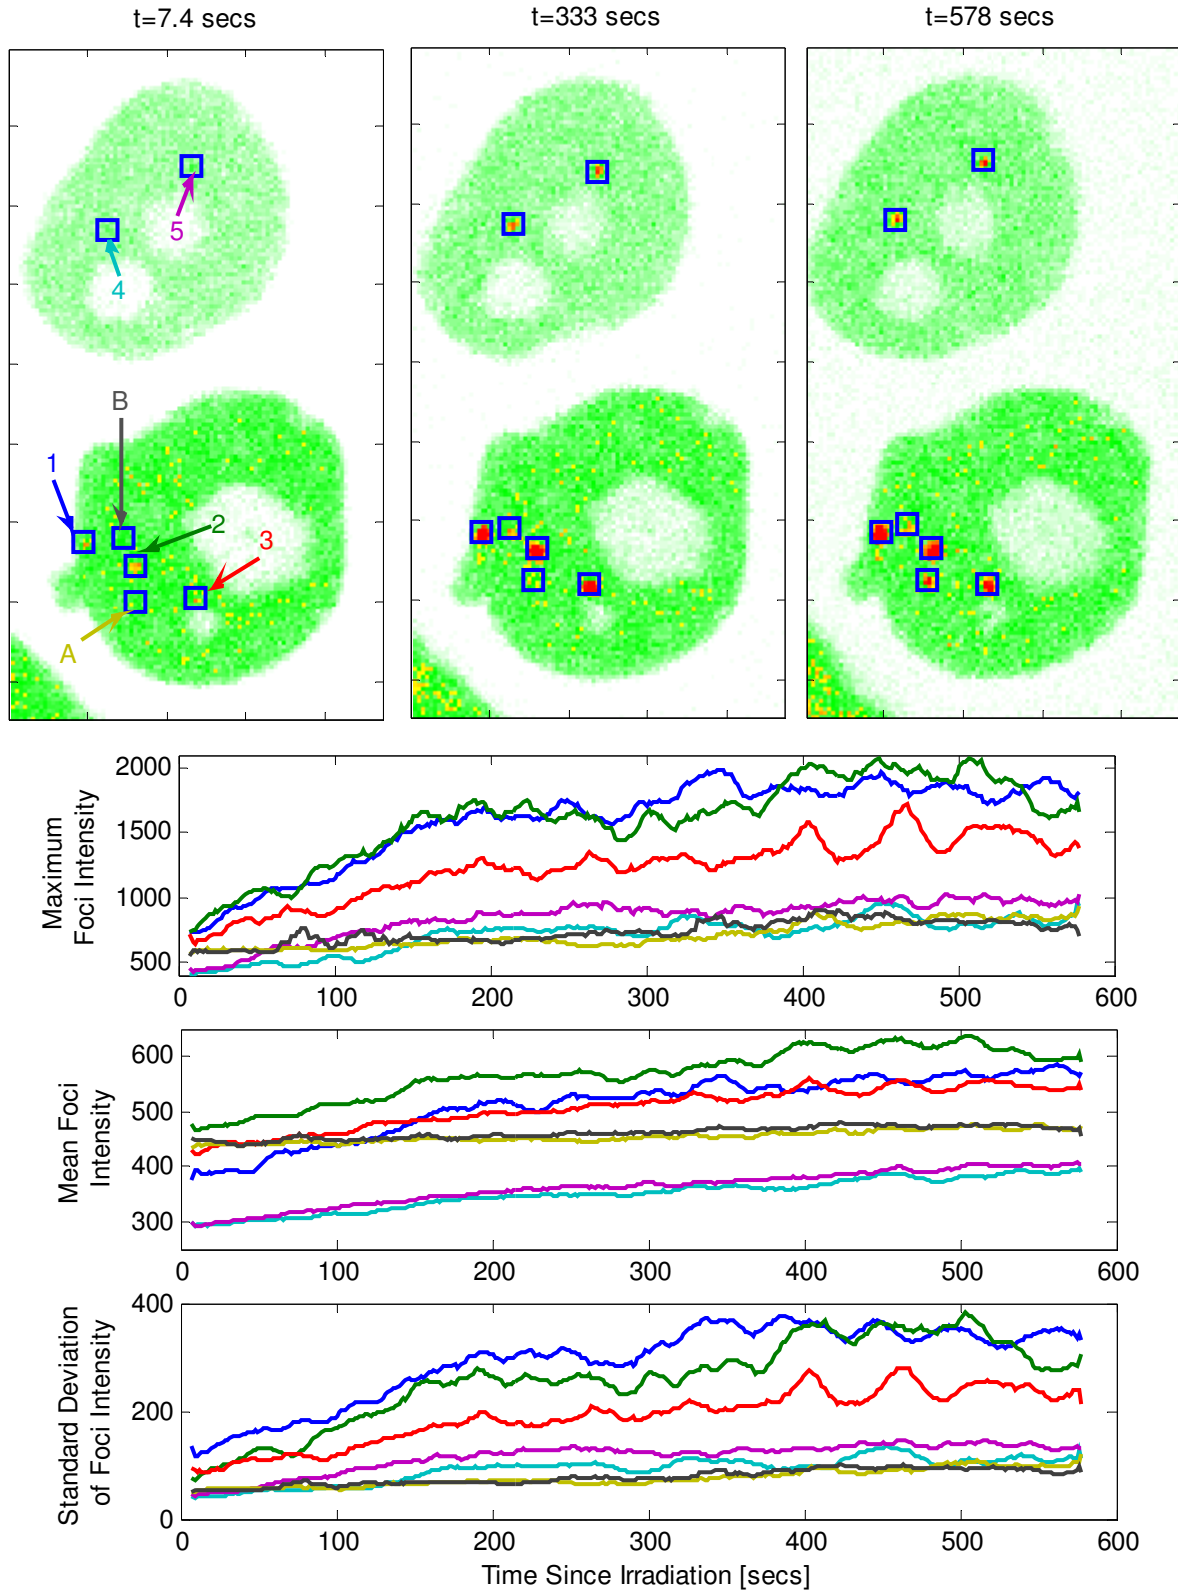 t=7.4 secs
t=333 secs
t=578 secs
5
4
B
1
2
3
A
Maximum
Foci Intensity
2000
1500
1000
500
0 100 200 300 400 500 600
Mean Foci
Intensity
600
500
400
300
0 100 200 300 400 500 600
Standard Deviation
of Foci Intensity
400
200
0
0 100 200 300 400 500 600
Time Since Irradiation [secs]